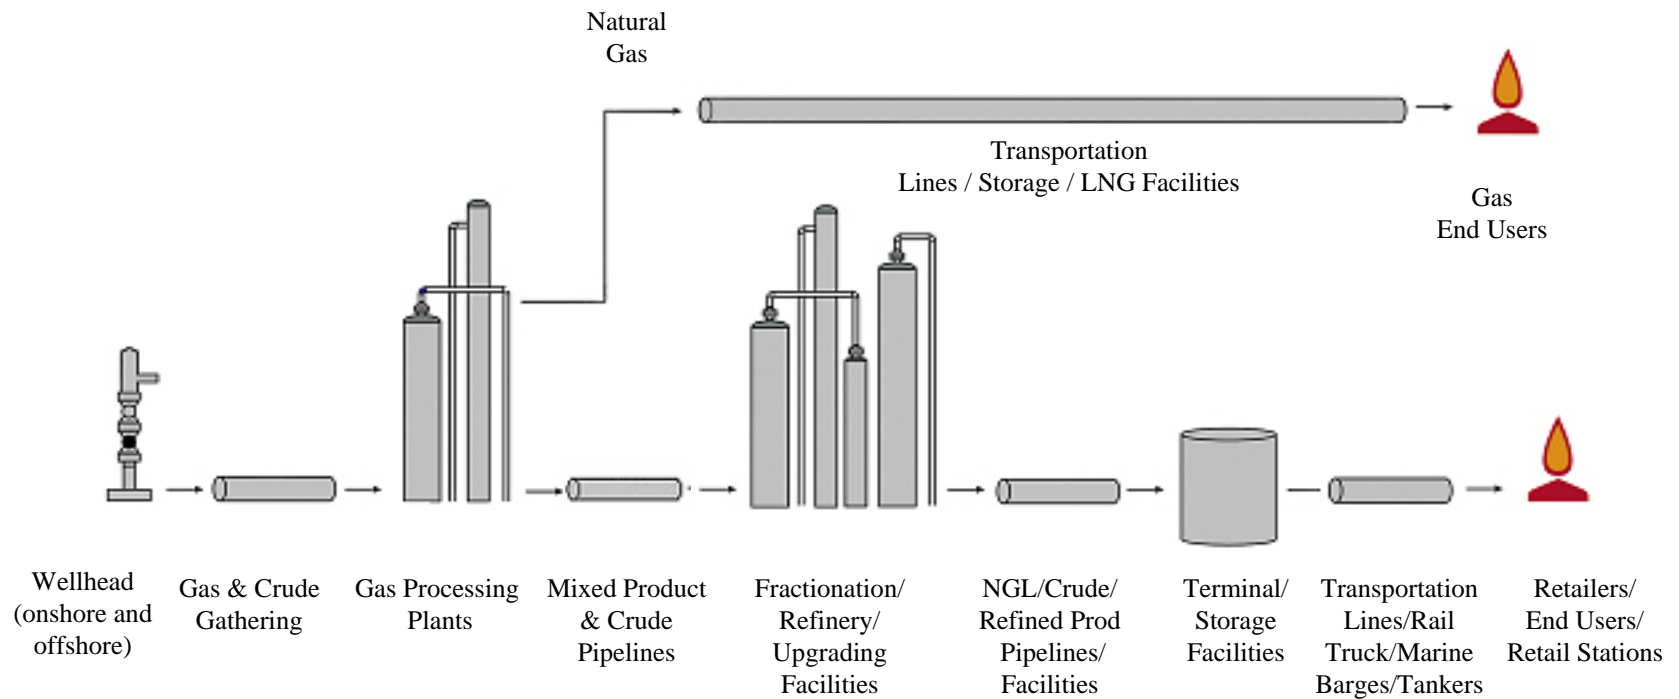 Natural
Gas
Transportation
Lines / Storage / LNG Facilities
Gas
End Users
Wellhead
(onshore and
offshore)
Gas & Crude
Gathering
Gas Processing
Plants
Mixed Product
& Crude
Pipelines
Fractionation/
Refinery/
Upgrading
Facilities
NGL/Crude/
Refined Prod
Pipelines/
Facilities
Terminal/
Storage
Facilities
Transportation
Lines/Rail
Truck/Marine
Barges/Tankers
Retailers/
End Users/
Retail Stations